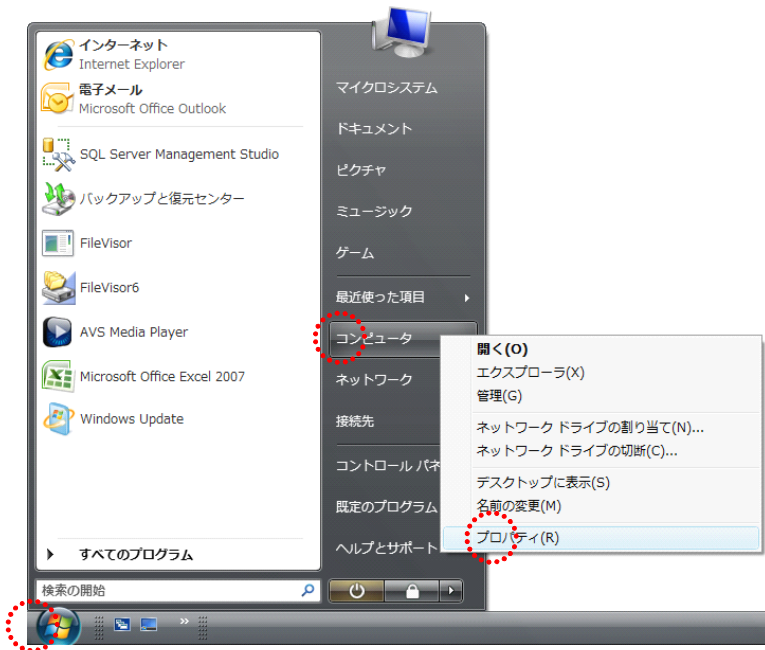 インターネット
Internet Explorer
電子メール
Microsoft Office Outlook
SQL Server Management Studio
バックアップと復元センター
FileVisor
FileVisor6
AVS Media Player
Microsoft Office Excel 2007
Windows Update
すべてのプログラム
検索の開始
マイクロシステム
ドキュメント
ピクチャ
ミュージック
ゲーム
最近使った項目
コンピュータ
ネットワーク
接続先
コントロール パネ
既定のプログラム
ヘルプとサポート
開く(O)
エクスプローラ(X)
管理(G)
ネットワーク ドライブの割り当て(N)...
ネットワーク ドライブの切断(C)...
デスクトップに表示(S)
名前の変更(M)
プロパティ(R)